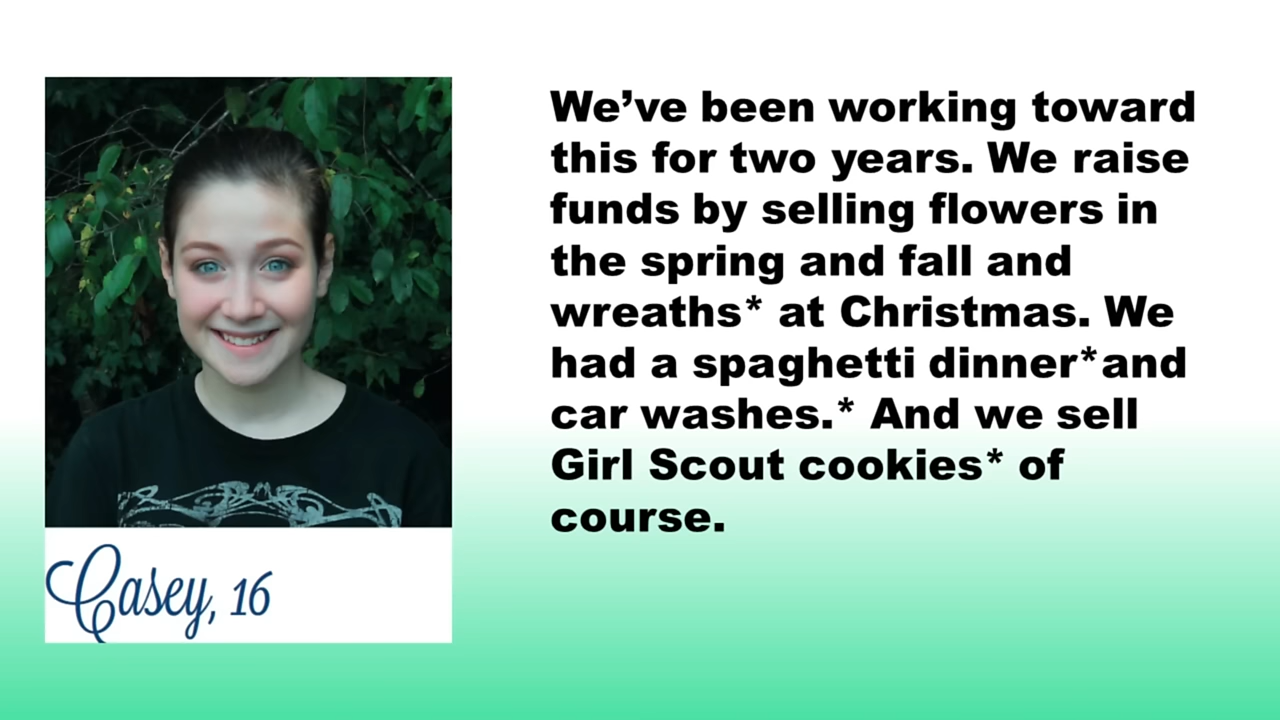 We’ve been working toward
this for two years. We raise
funds by selling flowers in
the spring and fall and
wreaths* at Christmas. We
had a spaghetti dinner*and
car washes.* And we sell
Girl Scout cookies* of
course.
Casey, 16